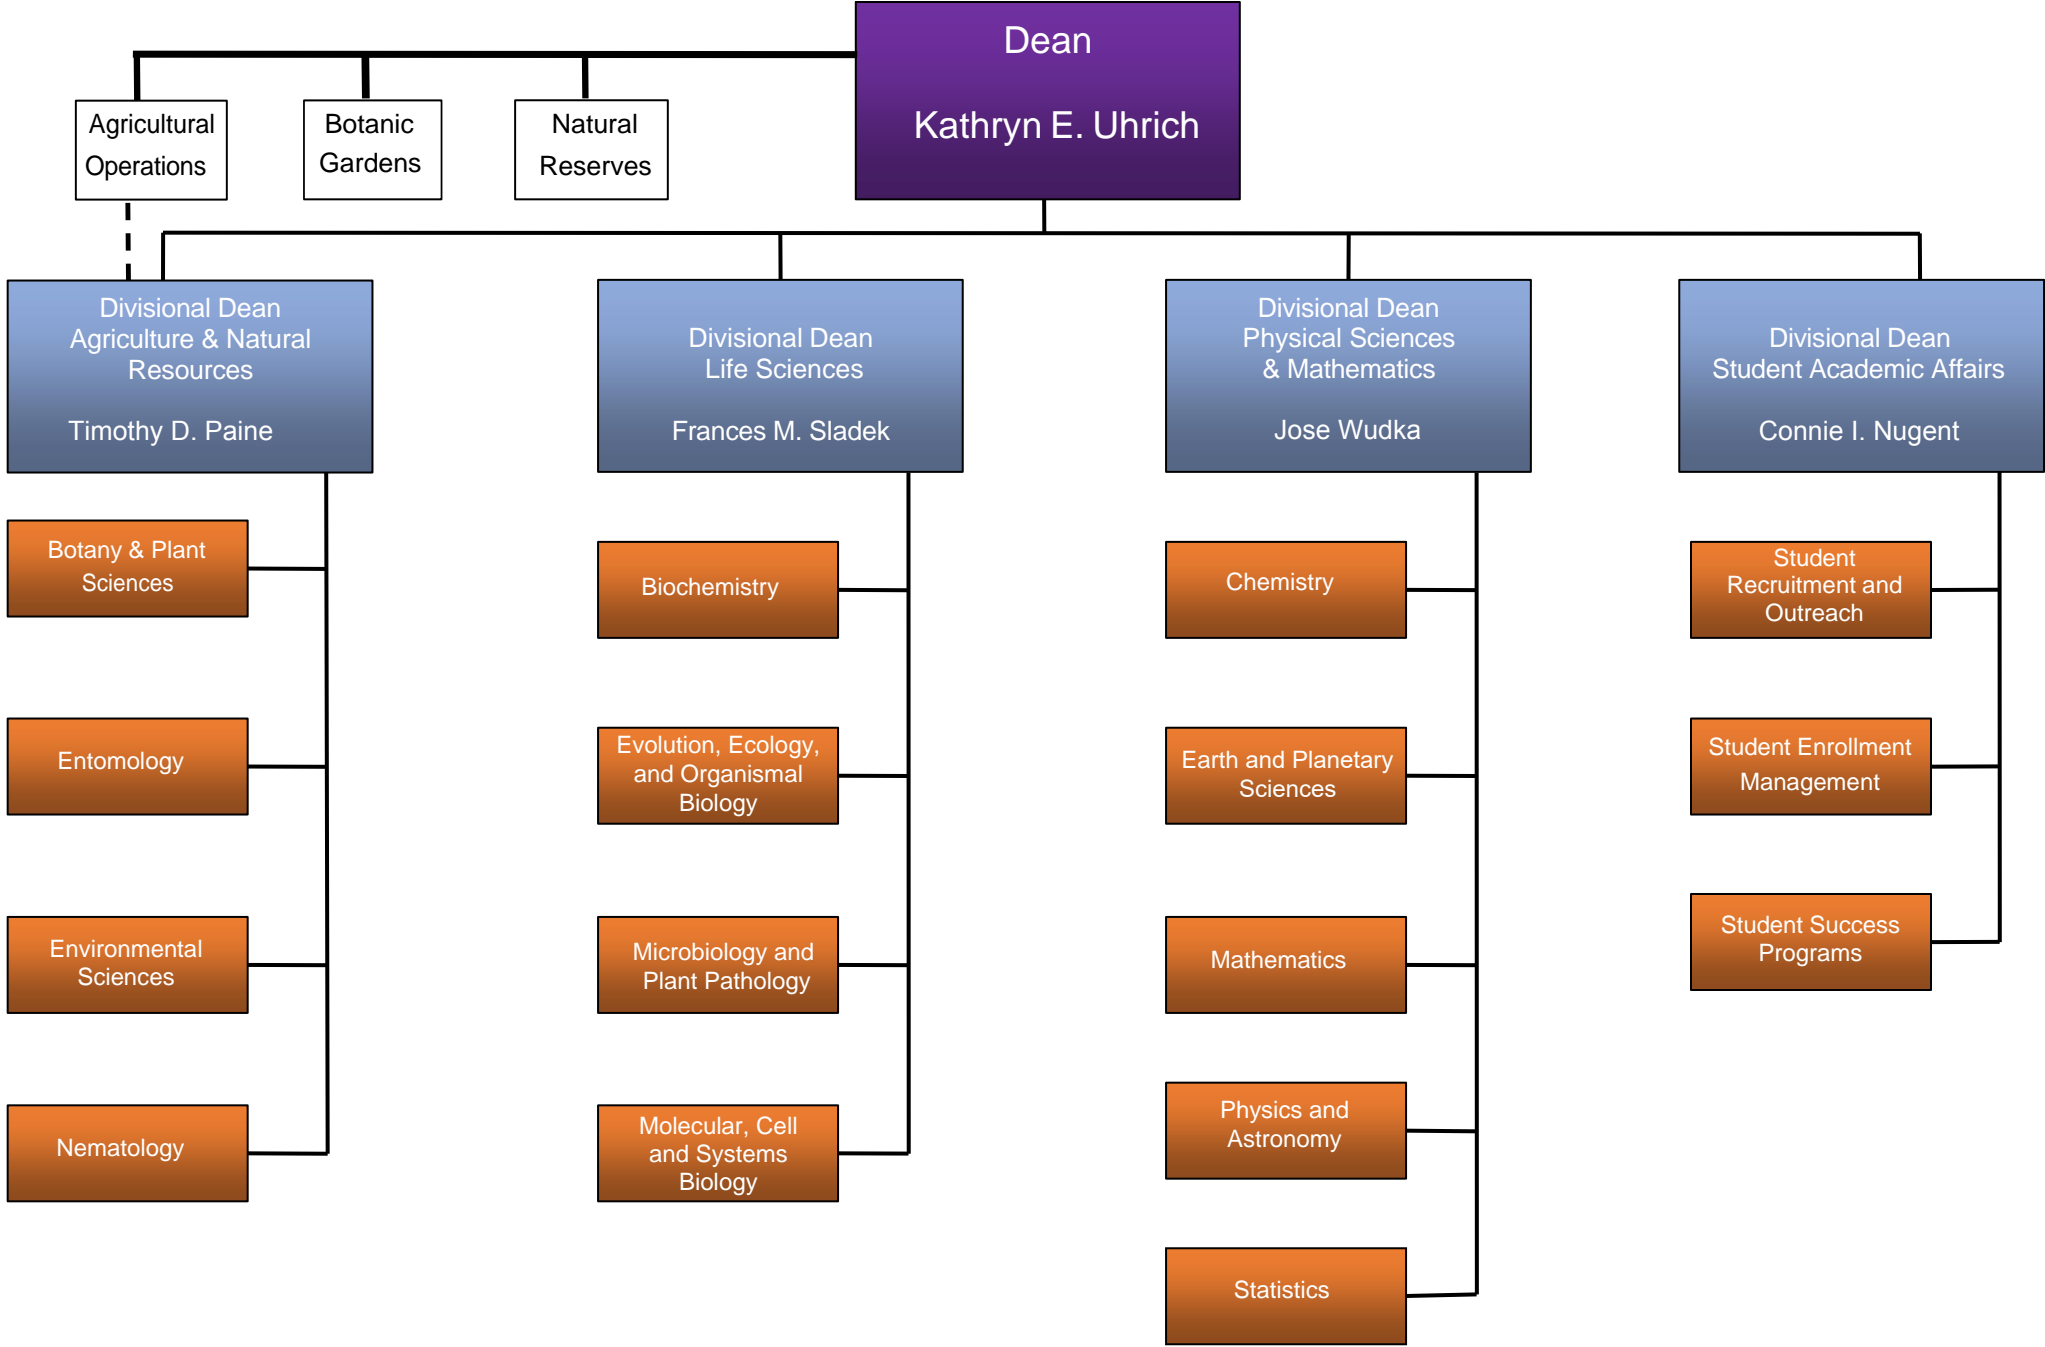 Dean
Kathryn E. Uhrich
Agricultural
Operations
Botanic
Gardens
Natural
Reserves
Divisional Dean
Agriculture & Natural
Resources
Timothy D. Paine
Divisional Dean
Life Sciences
Frances M. Sladek
Divisional Dean
Physical Sciences
& Mathematics
Jose Wudka
Divisional Dean
Student Academic Affairs
Connie I. Nugent
Botany & Plant
Sciences
Entomology
Environmental
Sciences
Nematology
Biochemistry
Evolution, Ecology,
and Organismal
Biology
Microbiology and
Plant Pathology
Molecular, Cell
and Systems
Biology
Chemistry
Earth and Planetary
Sciences
Mathematics
Physics and
Astronomy
Statistics
Student
Recruitment and
Outreach
Student Enrollment
Management
Student Success
Programs